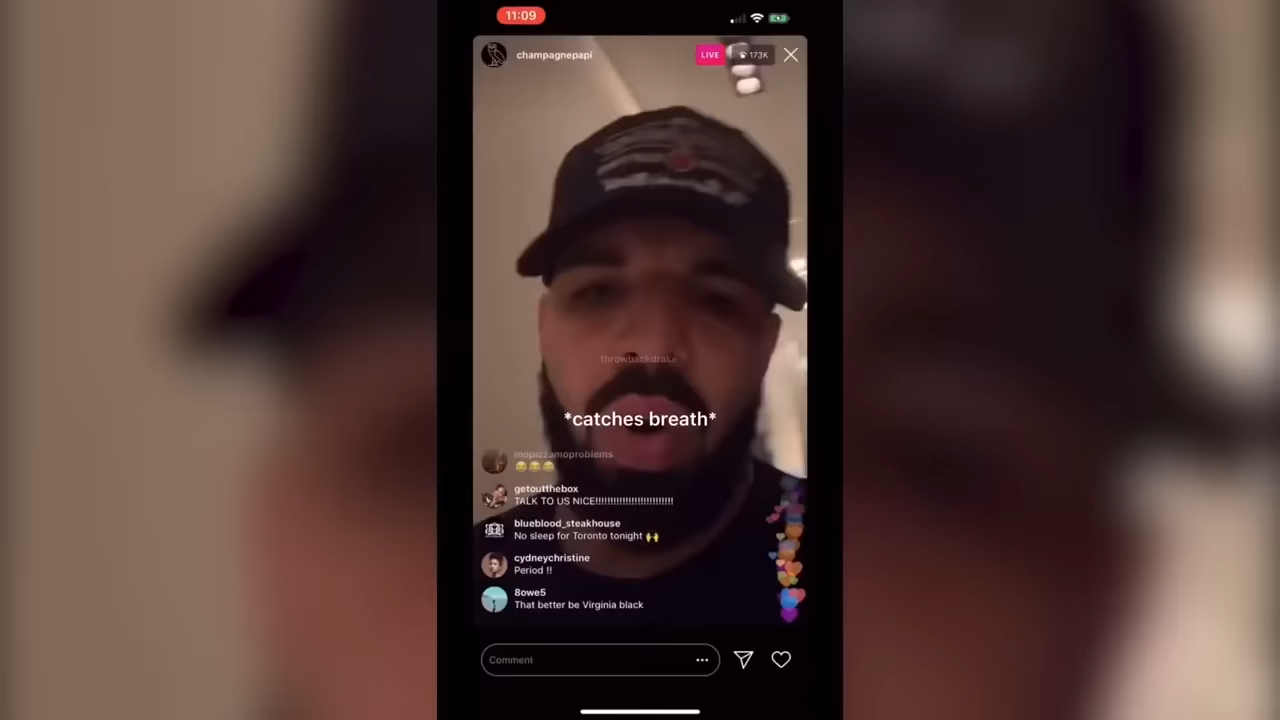 11:09
champagnepapi
LIVE
173K
throwbackdrake
*catches breath*
mopizzamoproblems
😂😂😂
getoutthebox
TALK TO US NICE!!!!!!!!!!!!!!!!!!!!!!!!!!
blueblood_steakhouse
No sleep for Toronto tonight 🙌
cydneychristine
Period !!
8owe5
That better be Virginia black
Comment